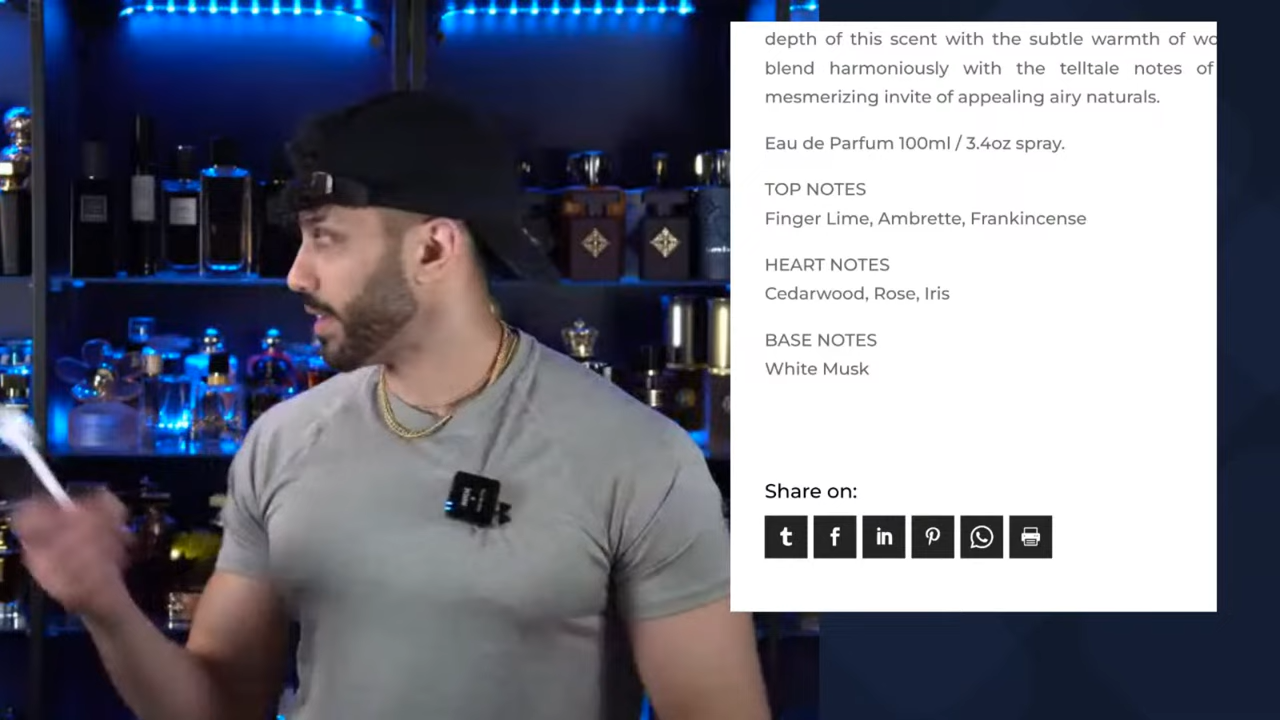 depth of this scent with the subtle warmth of
blend harmoniously with the telltale notes of
mesmerizing invite of appealing airy naturals.
Eau de Parfum 100ml / 3.4oz spray.
TOP NOTES
Finger Lime, Ambrette, Frankincense
HEART NOTES
Cedarwood, Rose, Iris
BASE NOTES
White Musk
Share on: